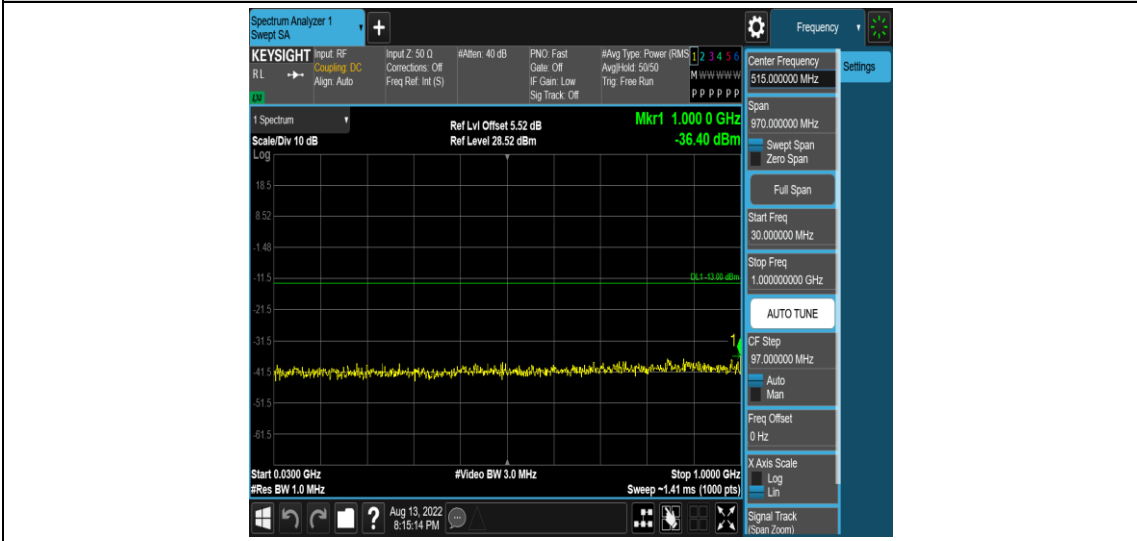 Spectrum Analyzer 1
Swept SA
+
Frequency
KEYSIGHT
RL
Input: RF
Coupling: DC
Align: Auto
Input Z: 50 Ω
Corrections: Off
Freq Ref: Int (S)
#Atten: 40 dB
PNO: Fast
Gate: Off
IF Gain: Low
Sig Track: Off
#Avg Type: Power (RMS
Avg|Hold: 50/50
Trig: Free Run
1 2 3 4 5 6
M W W W W W
P P P P P P
1 Spectrum
Scale/Div 10 dB
Log
Ref Lvl Offset 5.52 dB
Ref Level 28.52 dBm
Mkr1 1.000 0 GHz
-36.40 dBm
18.5
8.52
-1.48
-11.5
DL1 -13.00 dBm
-21.5
-31.5
1
-41.5
-51.5
-61.5
Start 0.0300 GHz
#Res BW 1.0 MHz
#Video BW 3.0 MHz
Stop 1.0000 GHz
Sweep ~1.41 ms (1000 pts)
?
Aug 13, 2022
8:15:14 PM
Center Frequency
515.000000 MHz
Span
970.000000 MHz
Swept Span
Zero Span
Full Span
Start Freq
30.000000 MHz
Stop Freq
1.000000000 GHz
AUTO TUNE
CF Step
97.000000 MHz
Auto
Man
Freq Offset
0 Hz
X Axis Scale
Log
Lin
Signal Track
(Span Zoom)
Settings